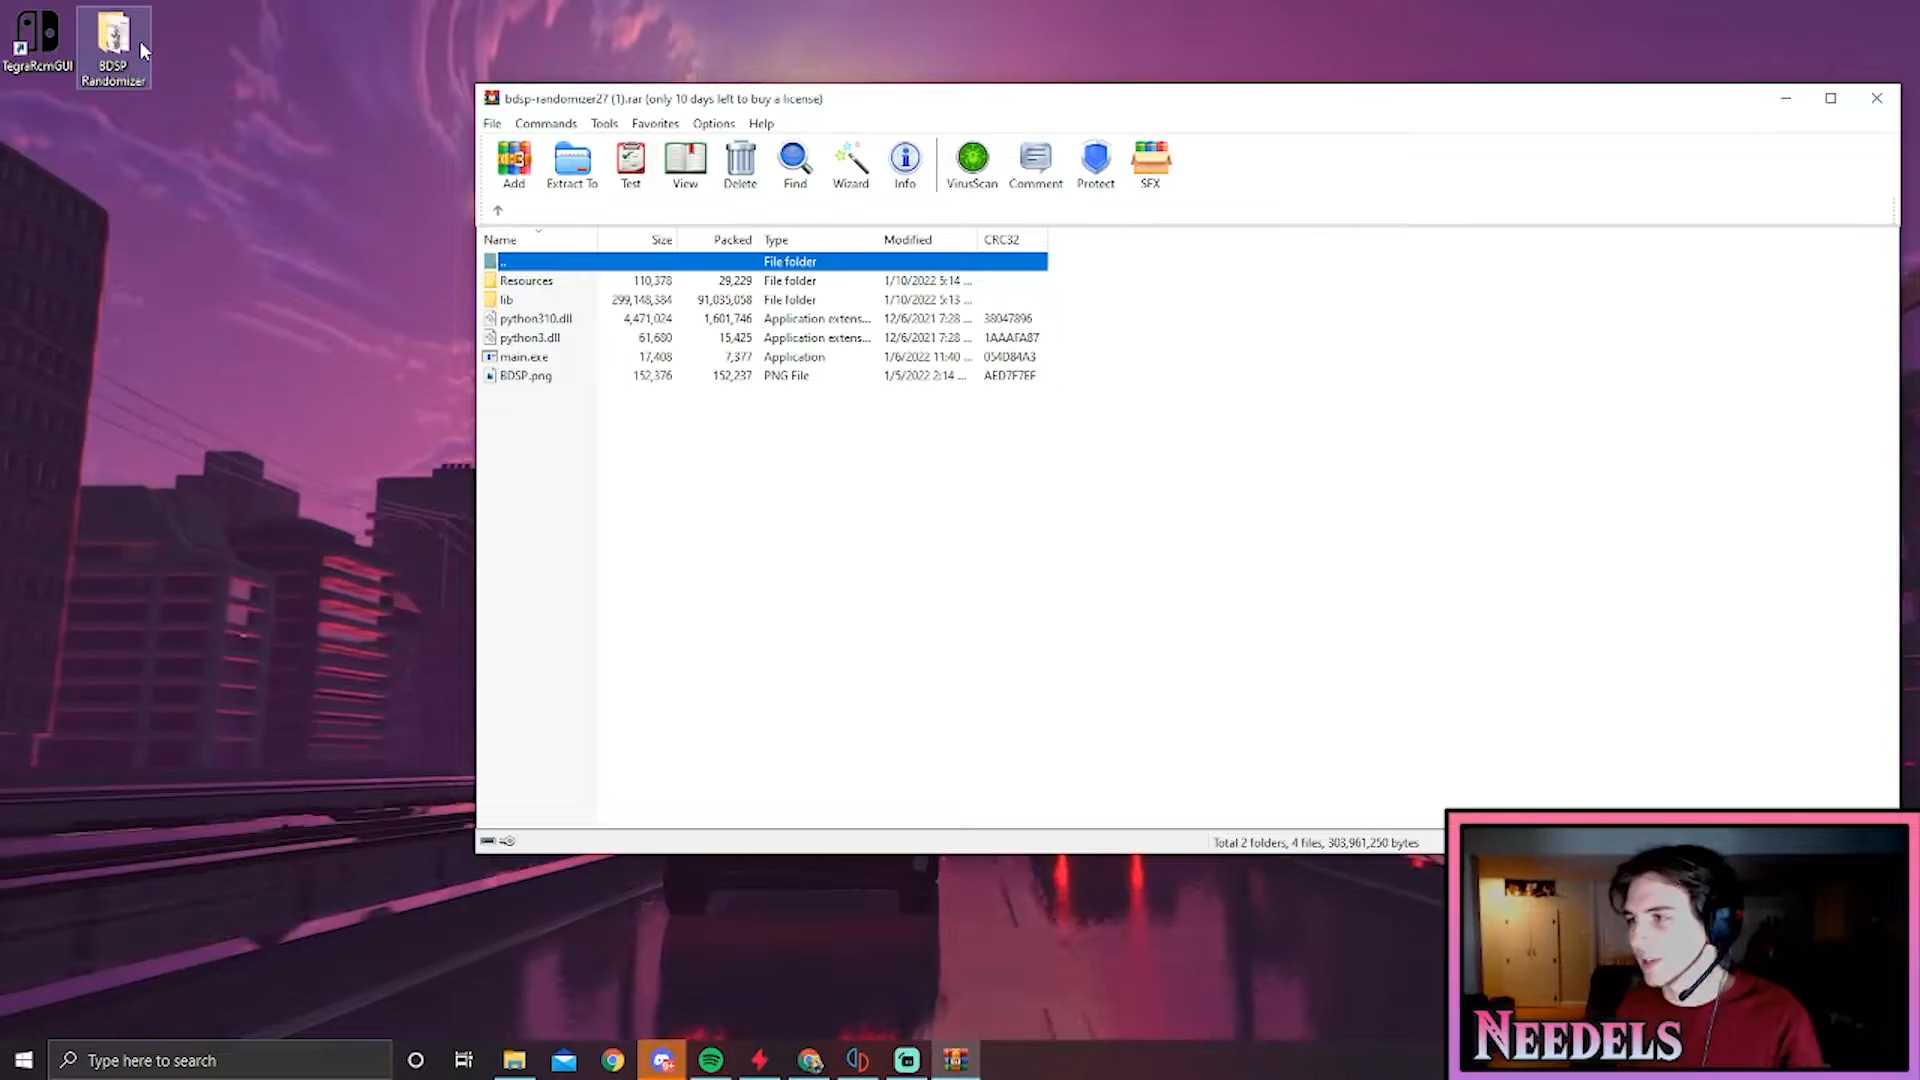 TegraRcmGUI
BDSP
Randomizer
bdsp-randomizer27 (1).rar (only 10 days left to buy a license)
File Commands Tools Favorites Options Help
Add Extract To Test View Delete Find Wizard Info VirusScan Comment Protect SFX
Name Size Packed Type Modified CRC32
.. File folder
Resources 110,378 29,229 File folder 1/10/2022 5:14 ...
lib 299,148,384 91,035,058 File folder 1/10/2022 5:13 ...
python310.dll 4,471,024 1,601,746 Application extens... 12/6/2021 7:28 ... 38047896
python3.dll 61,680 15,425 Application extens... 12/6/2021 7:28 ... 1AAAFA87
main.exe 17,408 7,377 Application 1/6/2022 11:40 ... 054D84A3
BDSP.png 152,376 152,237 PNG File 1/5/2022 2:14 ... AED7F7EF
Total 2 folders, 4 files, 303,961,250 bytes
NEEDELS
Type here to search